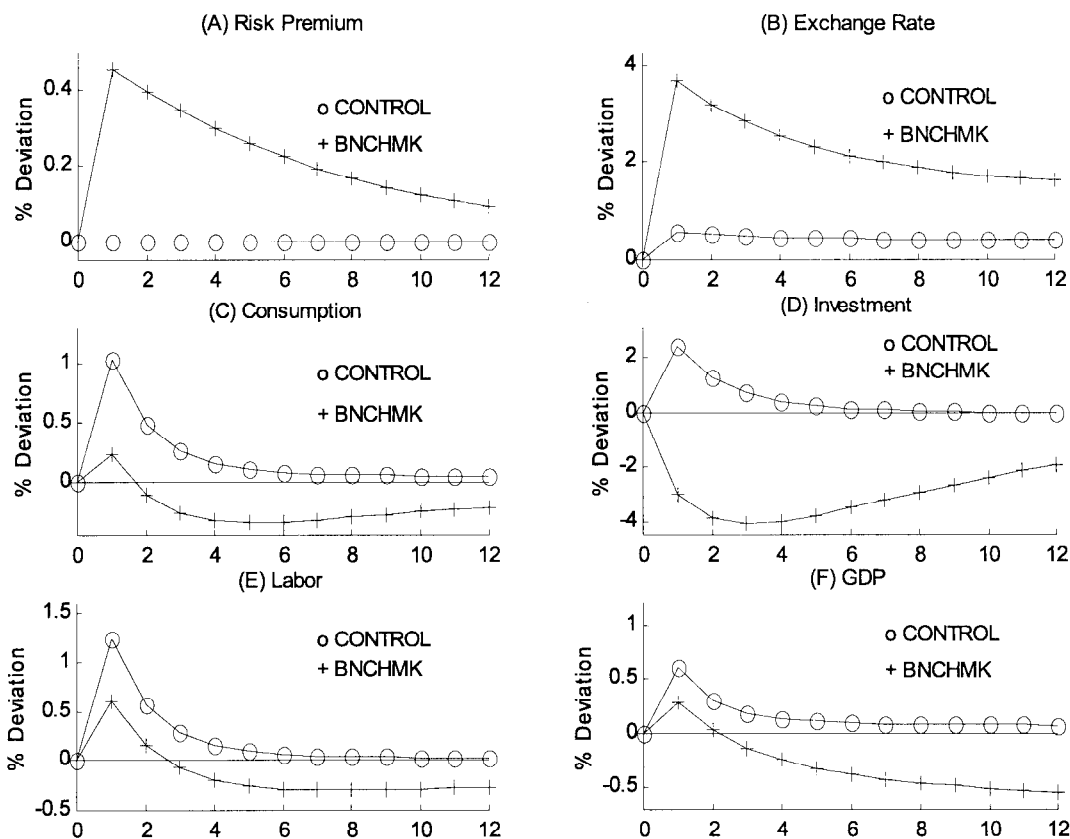 (A) Risk Premium
% Deviation
0.4
0.2
0
o CONTROL
+ BNCHMK
0 2 4 6 8 10 12
(B) Exchange Rate
% Deviation
4
2
0
o CONTROL
+ BNCHMK
0 2 4 6 8 10 12
(C) Consumption
% Deviation
1
0.5
0
o CONTROL
+ BNCHMK
0 2 4 6 8 10 12
(D) Investment
% Deviation
2
0
-2
-4
o CONTROL
+ BNCHMK
0 2 4 6 8 10 12
(E) Labor
% Deviation
1.5
1
0.5
0
-0.5
o CONTROL
+ BNCHMK
0 2 4 6 8 10 12
(F) GDP
% Deviation
1
0.5
0
-0.5
o CONTROL
+ BNCHMK
0 2 4 6 8 10 12